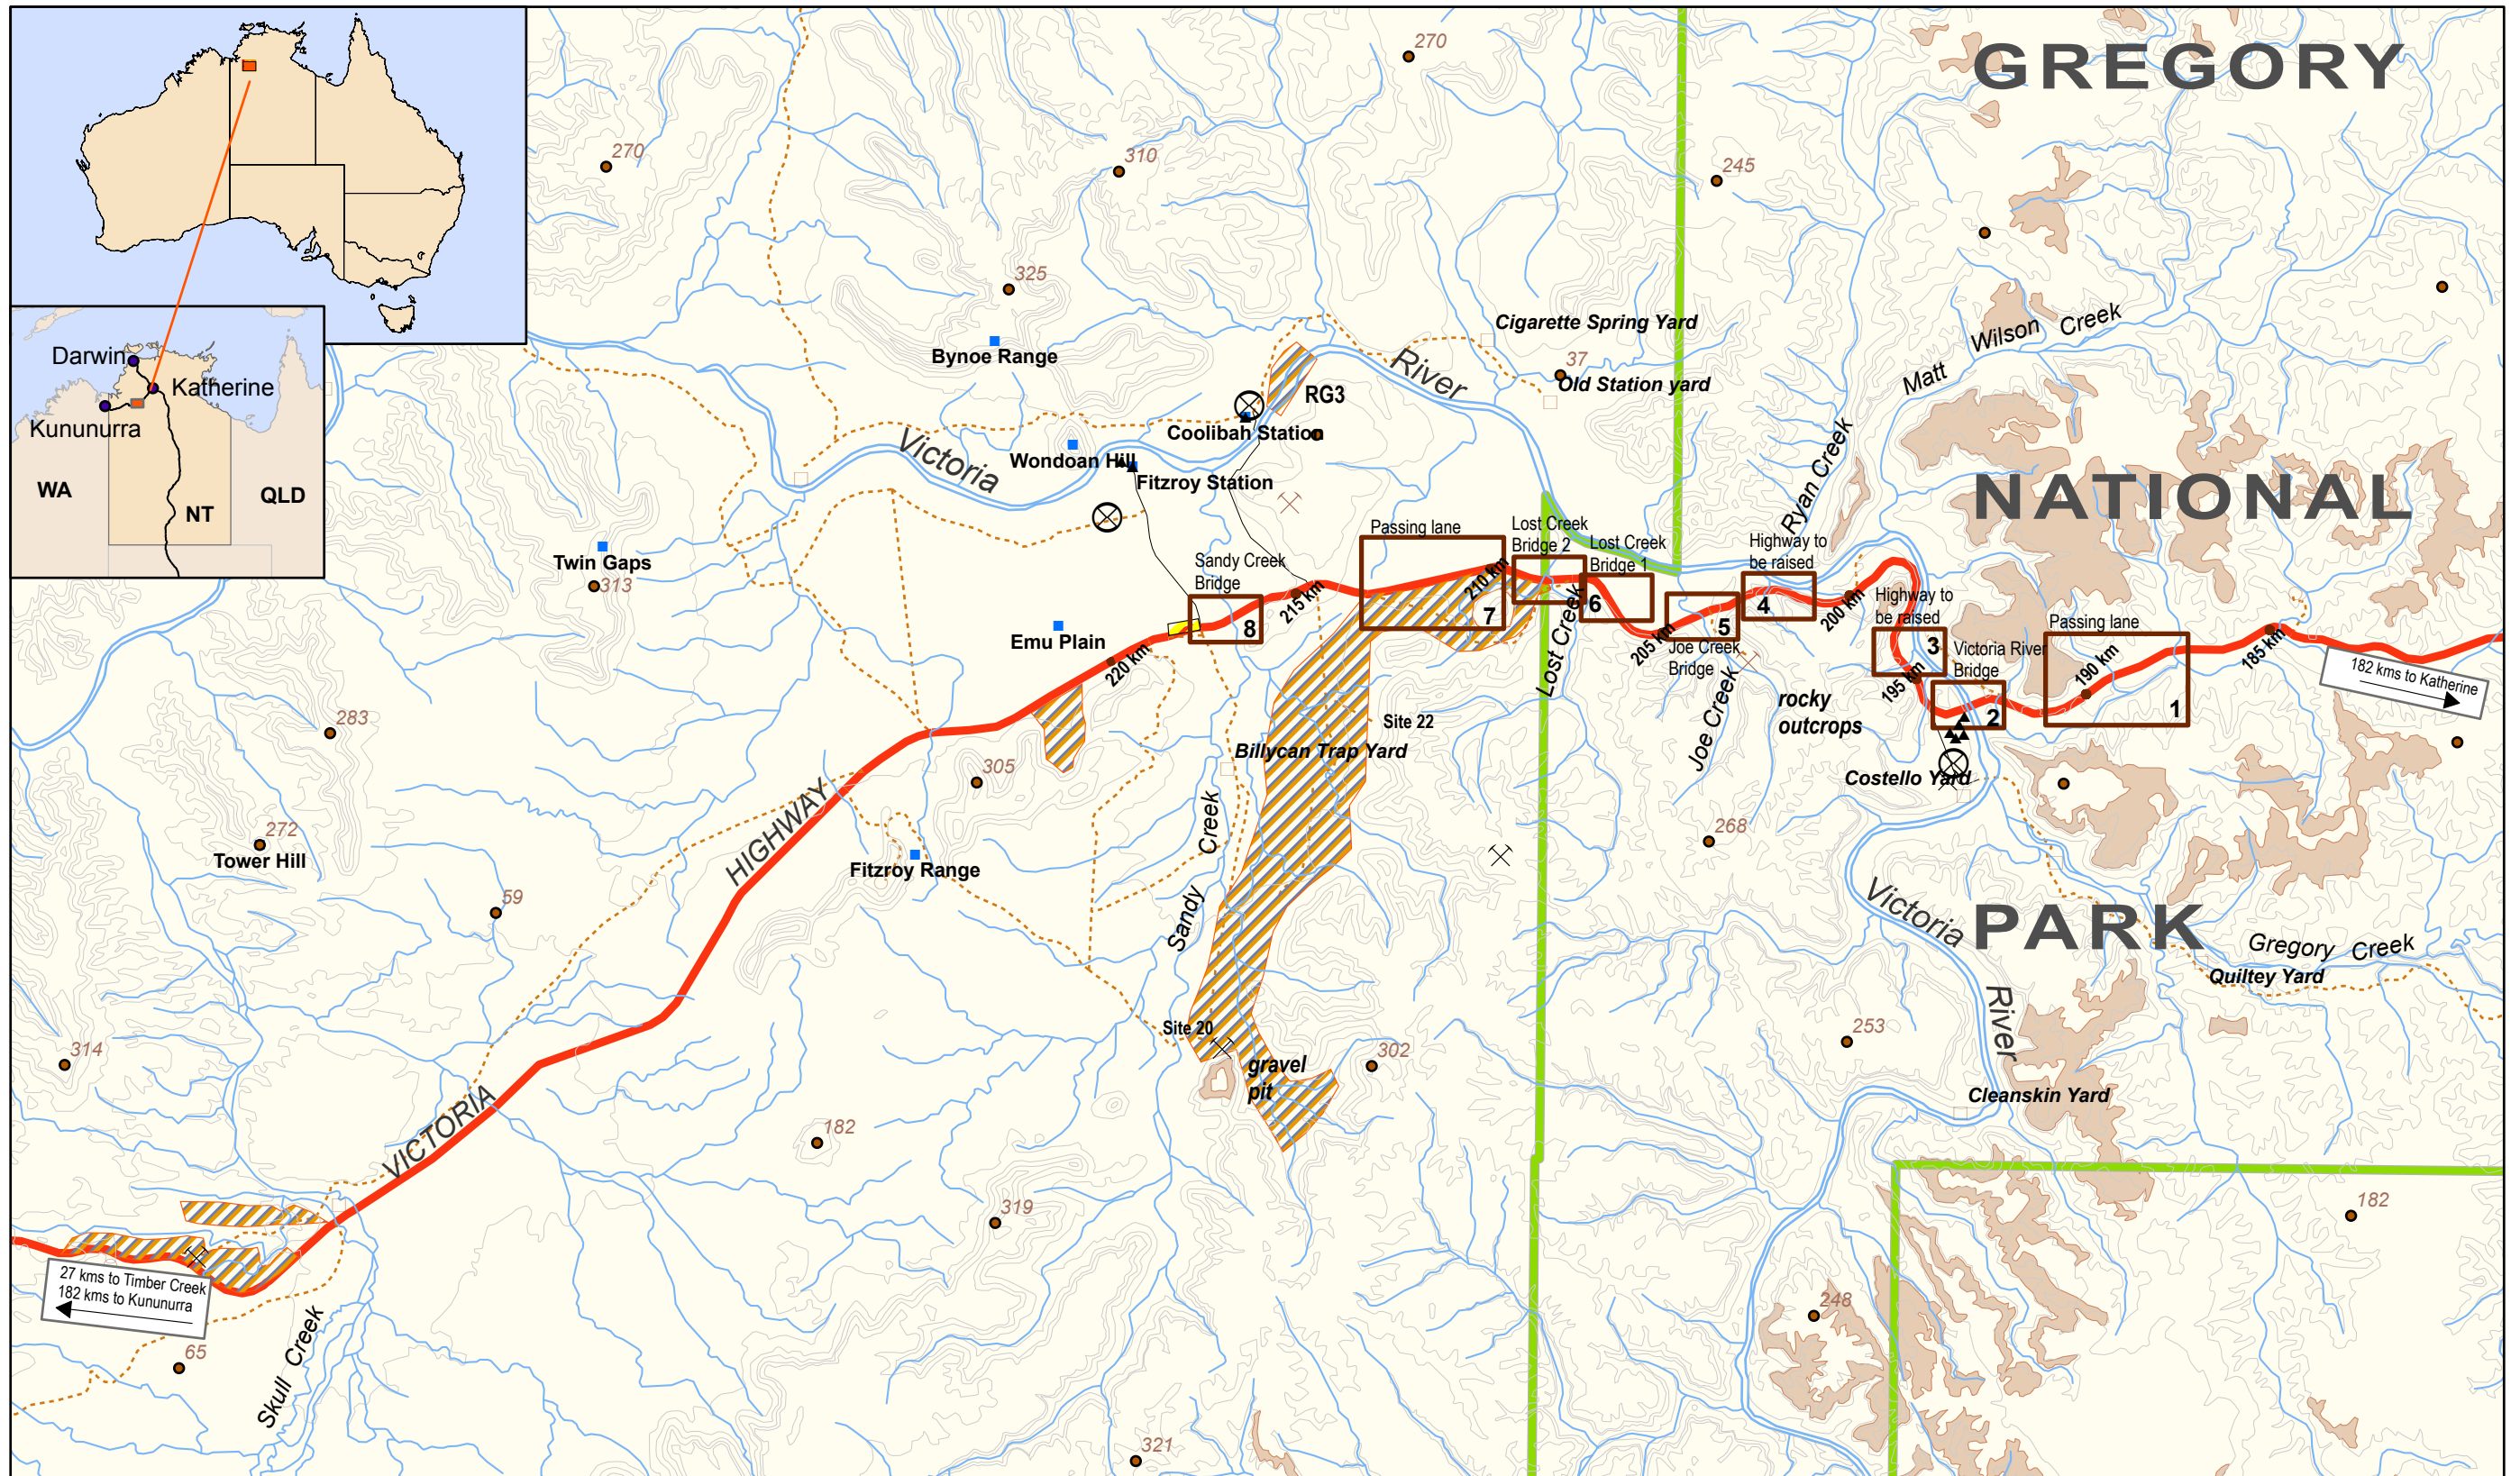 GREGORY
NATIONAL
PARK
Darwin
Katherine
Kununurra
WA
NT
QLD
270
270
310
245
325
Bynoe Range
Cigarette Spring Yard
37
Old Station yard
River
RG3
Coolibah Station
Wondoan Hill
Fitzroy Station
Victoria
Matt
Wilson
Creek
Ryan Creek
Twin Gaps
313
Emu Plain
Sandy Creek
Bridge
8
Passing lane
7
Lost Creek
Bridge 2
Lost Creek
Bridge 1
6
Highway to
be raised
4
5
Joe Creek
Bridge
Highway to
be raised
3
Victoria River
Bridge
2
Passing lane
1
220 km
215 km
210 km
205 km
200 km
195 km
190 km
185 km
182 kms to Katherine
Lost Creek
Joe Creek
rocky
outcrops
Costello Yard
Site 22
Billycan Trap Yard
283
272
Tower Hill
305
Fitzroy Range
59
268
HIGHWAY
VICTORIA
Sandy
Creek
Victoria
River
Gregory
Creek
Quiltey Yard
Site 20
gravel
pit
302
253
314
Cleanskin Yard
182
319
182
248
27 kms to Timber Creek
182 kms to Kununurra
65
Skull Creek
321